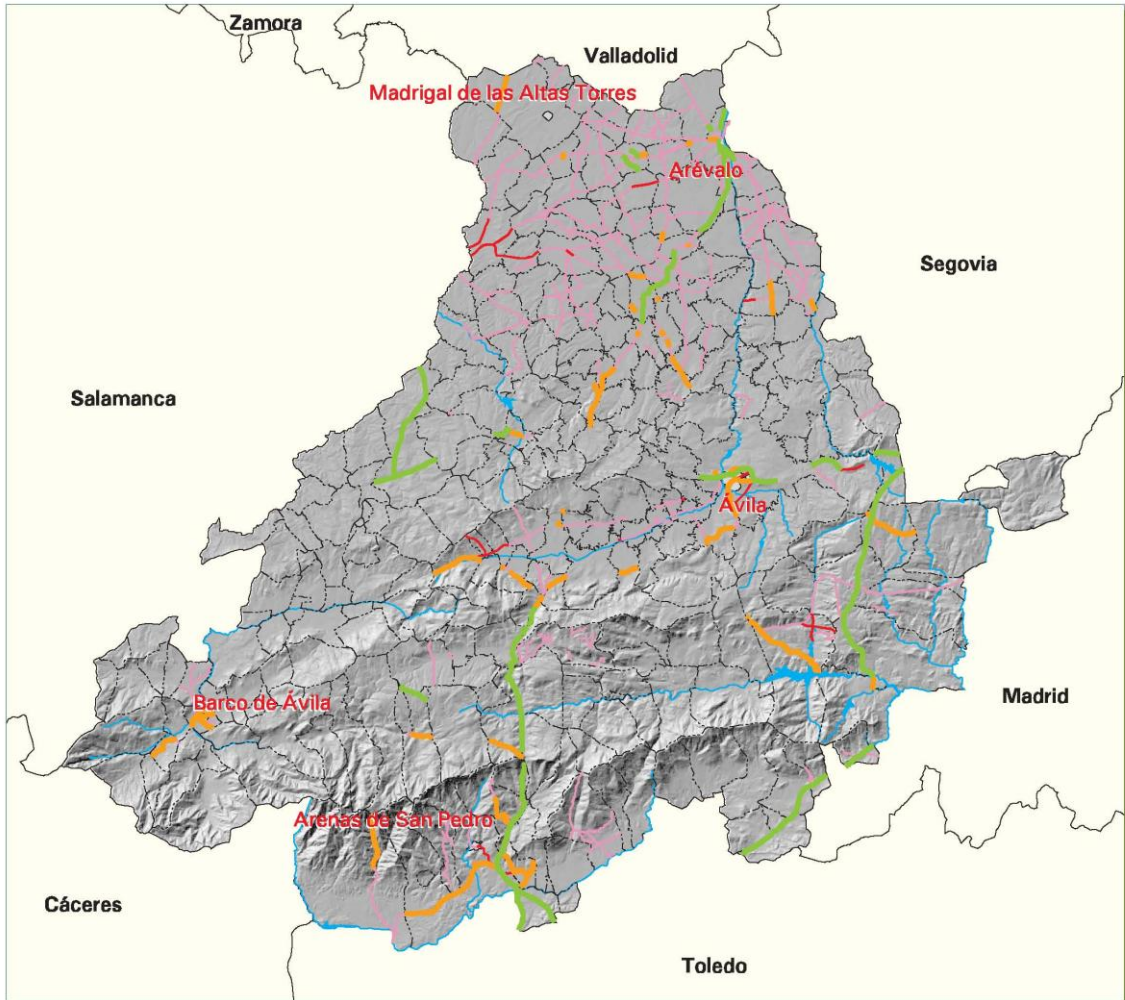 Zamora
Valladolid
Madrigal de las Altas Torres
Arévalo
Segovia
Salamanca
Ávila
Barco de Ávila
Madrid
Arenas de San Pedro
Cáceres
Toledo